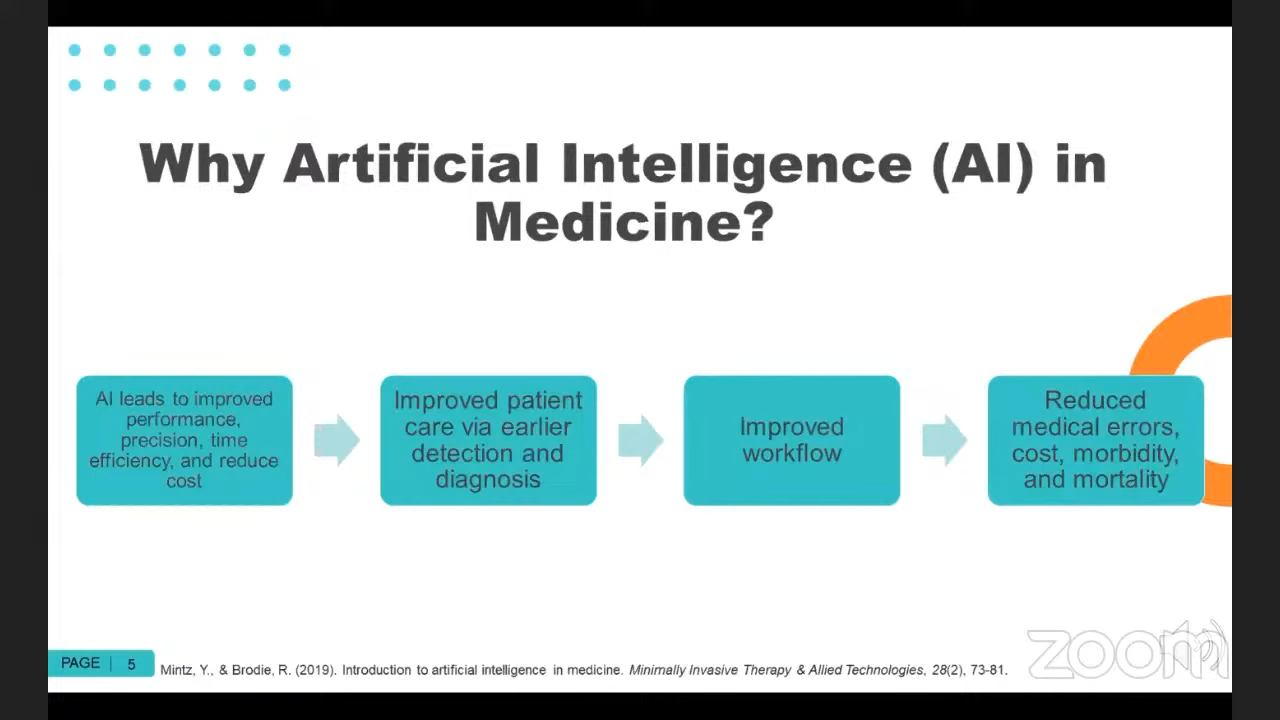 Why Artificial Intelligence (AI) in
Medicine?
AI leads to improved
performance,
precision, time
efficiency, and reduce
cost
Improved patient
care via earlier
detection and
diagnosis
Improved
workflow
Reduced
medical errors,
cost, morbidity,
and mortality
PAGE | 5
Mintz, Y., & Brodie, R. (2019). Introduction to artificial intelligence in medicine. Minimally Invasive Therapy & Allied Technologies, 28(2), 73-81.
zoom